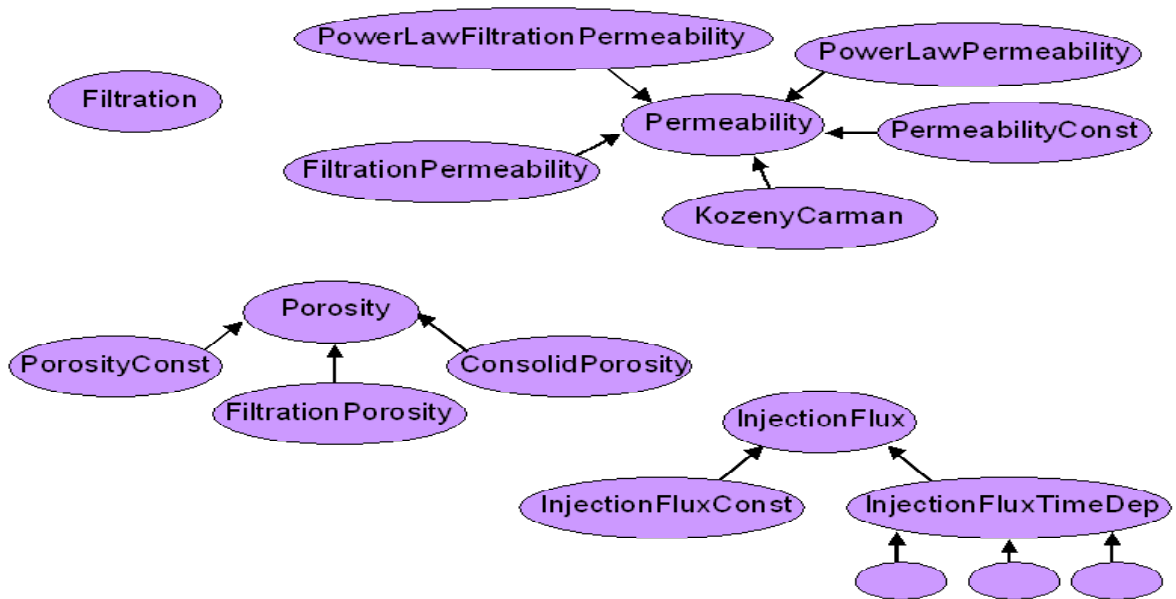 PowerLawFiltrationPermeability
PowerLawPermeability
Filtration
Permeability
PermeabilityConst
FiltrationPermeability
KozenyCarman
Porosity
PorosityConst
ConsolidPorosity
FiltrationPorosity
InjectionFlux
InjectionFluxConst
InjectionFluxTimeDep